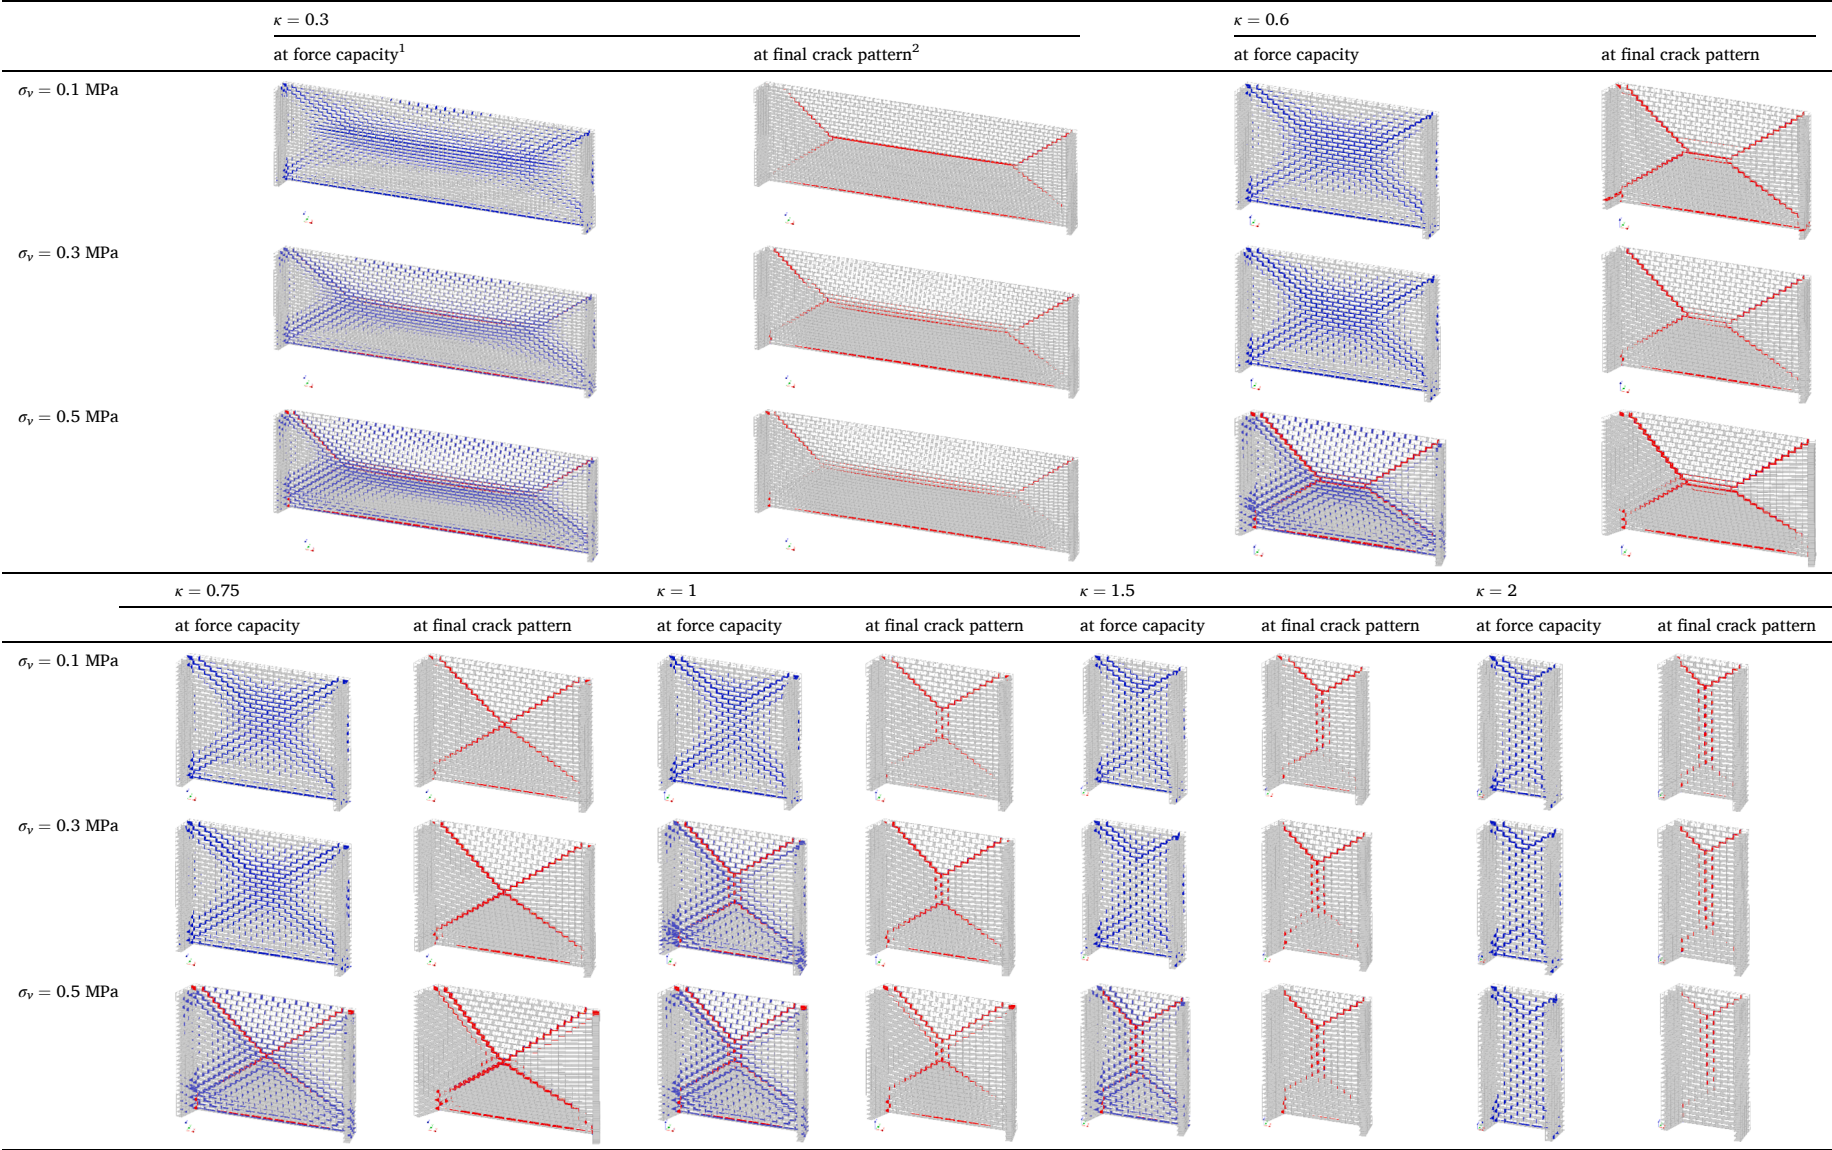 κ = 0.3 κ = 0.6
at force capacity1 at final crack pattern2 at force capacity at final crack pattern
σv = 0.1 MPa
σv = 0.3 MPa
σv = 0.5 MPa
κ = 0.75 κ = 1 κ = 1.5 κ = 2
at force capacity at final crack pattern at force capacity at final crack pattern at force capacity at final crack pattern at force capacity at final crack pattern
σv = 0.1 MPa
σv = 0.3 MPa
σv = 0.5 MPa